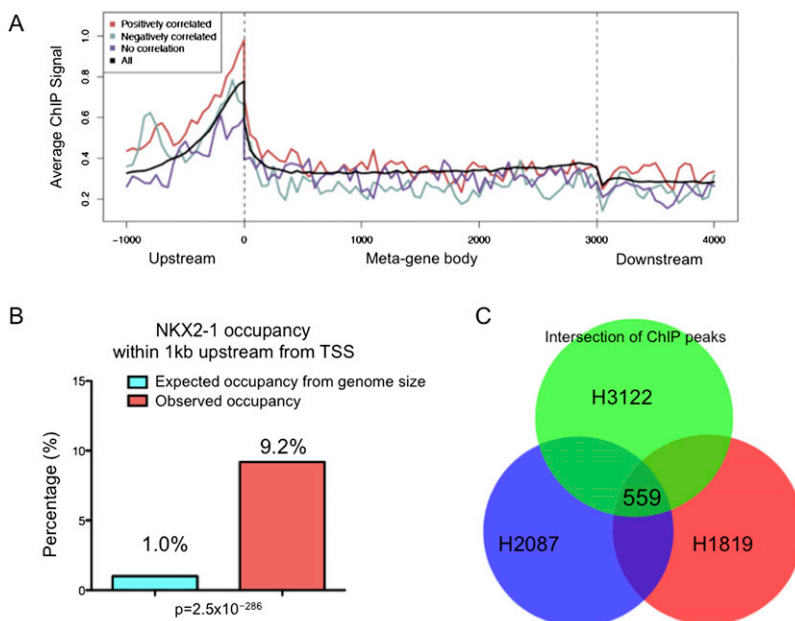 A
Positively correlated
Negatively correlated
No correlation
All
Average ChIP Signal
1.0
0.8
0.6
0.4
0.2
−1000 0 1000 2000 3000 4000
Upstream Meta-gene body Downstream
B
NKX2-1 occupancy
within 1kb upstream from TSS
Expected occupancy from genome size
Observed occupancy
Percentage (%)
15
10
5
0
1.0%
9.2%
p=2.5x10⁻²⁸⁶
C
Intersection of ChIP peaks
H3122
559
H2087
H1819